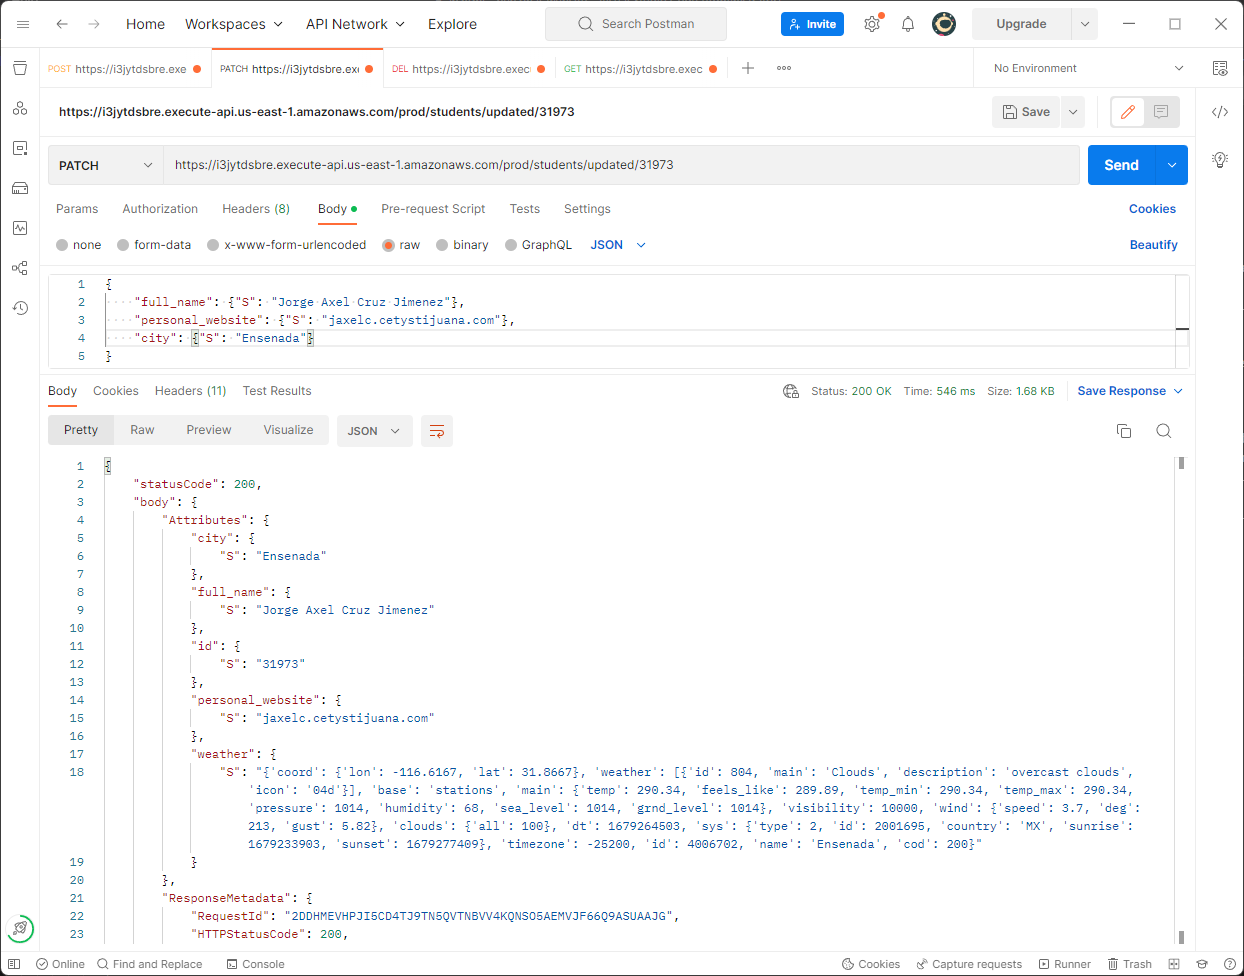 Home Workspaces API Network Explore Search Postman Invite Upgrade
POST https://i3jytdsbre.exe PATCH https://i3jytdsbre.exe DEL https://i3jytdsbre.exec GET https://i3jytdsbre.exec No Environment
https://i3jytdsbre.execute-api.us-east-1.amazonaws.com/prod/students/updated/31973 Save
PATCH https://i3jytdsbre.execute-api.us-east-1.amazonaws.com/prod/students/updated/31973 Send
Params Authorization Headers (8) Body Pre-request Script Tests Settings Cookies
none form-data x-www-form-urlencoded raw binary GraphQL JSON Beautify
1 {
2 "full_name": {"S": "Jorge Axel Cruz Jimenez"},
3 "personal_website": {"S": "jaxelc.cetystijuana.com"},
4 "city": {"S": "Ensenada"}
5 }
Body Cookies Headers (11) Test Results Status: 200 OK Time: 546 ms Size: 1.68 KB Save Response
Pretty Raw Preview Visualize JSON
1 {
2 "statusCode": 200,
3 "body": {
4 "Attributes": {
5 "city": {
6 "S": "Ensenada"
7 },
8 "full_name": {
9 "S": "Jorge Axel Cruz Jimenez"
10 },
11 "id": {
12 "S": "31973"
13 },
14 "personal_website": {
15 "S": "jaxelc.cetystijuana.com"
16 },
17 "weather": {
18 "S": "{'coord': {'lon': -116.6167, 'lat': 31.8667}, 'weather': [{'id': 804, 'main': 'Clouds', 'description': 'overcast clouds',
'icon': '04d'}], 'base': 'stations', 'main': {'temp': 290.34, 'feels_like': 289.89, 'temp_min': 290.34, 'temp_max': 290.34,
'pressure': 1014, 'humidity': 68, 'sea_level': 1014, 'grnd_level': 1014}, 'visibility': 10000, 'wind': {'speed': 3.7, 'deg':
213, 'gust': 5.82}, 'clouds': {'all': 100}, 'dt': 1679264503, 'sys': {'type': 2, 'id': 2001695, 'country': 'MX', 'sunrise':
1679233903, 'sunset': 1679277409}, 'timezone': -25200, 'id': 4006702, 'name': 'Ensenada', 'cod': 200}"
19 }
20 },
21 "ResponseMetadata": {
22 "RequestId": "2DDHMEVHPJI5CD4TJ9TN5QVTNBVV4KQNSO5AEMVJF66Q9ASUAAJG",
23 "HTTPStatusCode": 200,
Online Find and Replace Console Cookies Capture requests Runner Trash